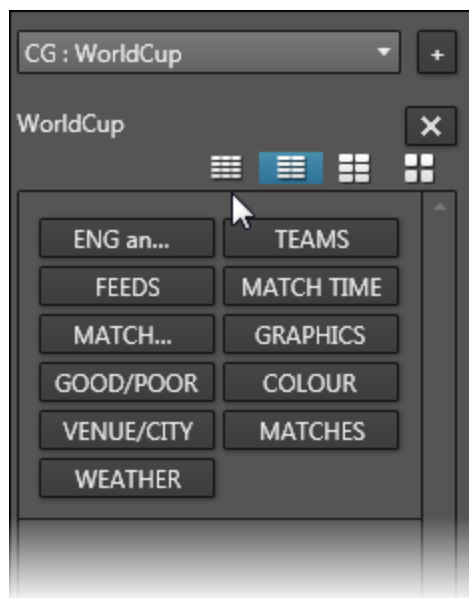 CG : WorldCup +
WorldCup
ENG an... TEAMS
FEEDS MATCH TIME
MATCH... GRAPHICS
GOOD/POOR COLOUR
VENUE/CITY MATCHES
WEATHER